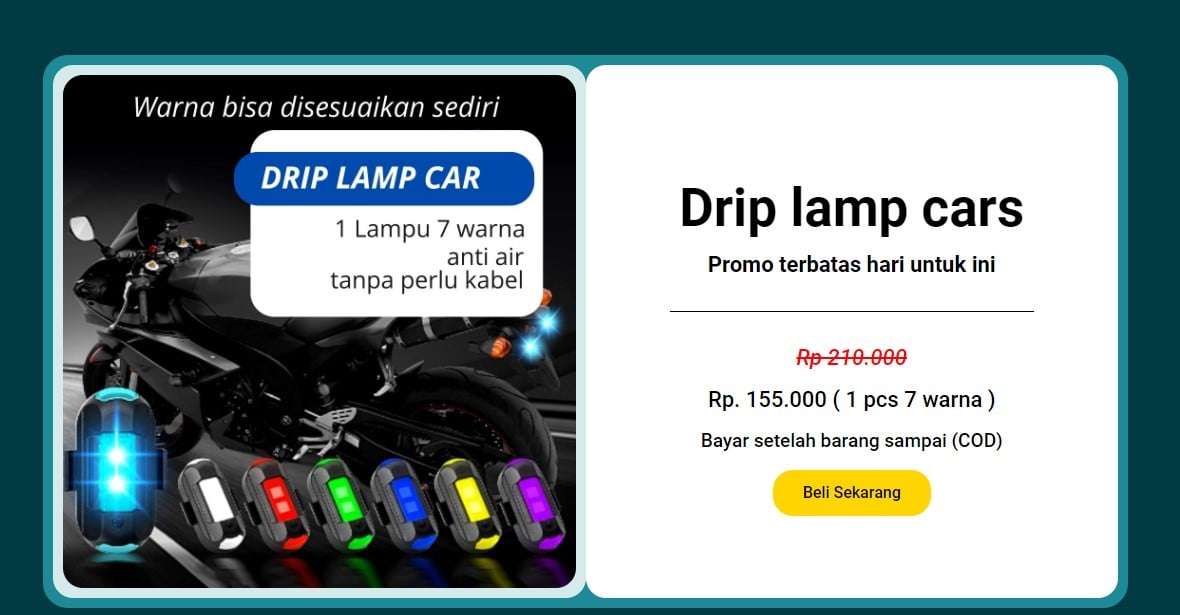 Warna bisa disesuaikan sediri
DRIP LAMP CAR
1 Lampu 7 warna
anti air
tanpa perlu kabel
Drip lamp cars
Promo terbatas hari untuk ini
Rp 210.000
Rp. 155.000 ( 1 pcs 7 warna )
Bayar setelah barang sampai (COD)
Beli Sekarang